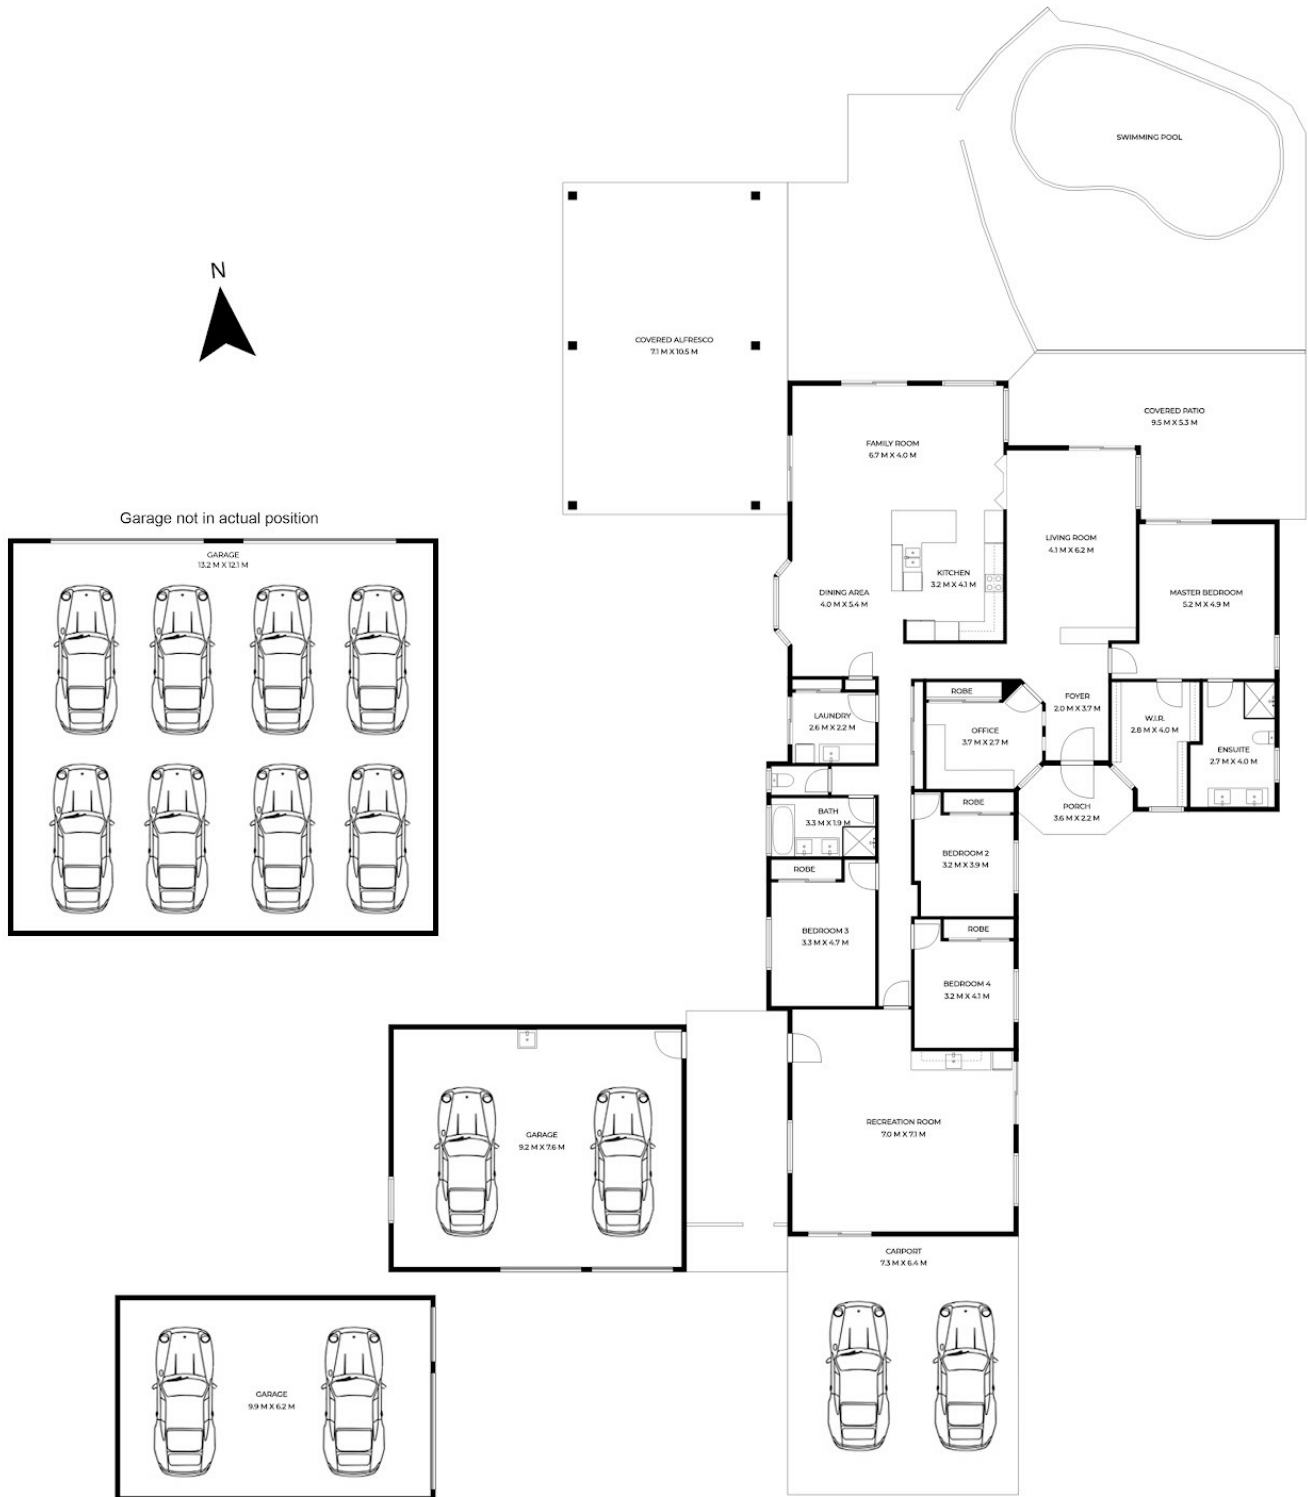 SWIMMING POOL
N
COVERED ALFRESCO
7.1 M X 10.5 M
COVERED PATIO
9.5 M X 5.3 M
FAMILY ROOM
6.7 M X 4.0 M
Garage not in actual position
GARAGE
13.2 M X 12.1 M
LIVING ROOM
4.1 M X 6.2 M
KITCHEN
3.2 M X 4.1 M
DINING AREA
4.0 M X 5.4 M
MASTER BEDROOM
5.2 M X 4.9 M
ROBE
FOYER
2.0 M X 3.7 M
LAUNDRY
2.6 M X 2.2 M
OFFICE
3.7 M X 2.7 M
W.I.R.
2.8 M X 4.0 M
ENSUITE
2.7 M X 4.0 M
ROBE
PORCH
3.6 M X 2.2 M
BATH
3.3 M X 1.9 M
BEDROOM 2
3.2 M X 3.9 M
ROBE
BEDROOM 3
3.3 M X 4.7 M
ROBE
BEDROOM 4
3.2 M X 4.1 M
RECREATION ROOM
7.0 M X 7.1 M
GARAGE
9.2 M X 7.6 M
CARPORT
7.3 M X 6.4 M
GARAGE
9.9 M X 6.2 M